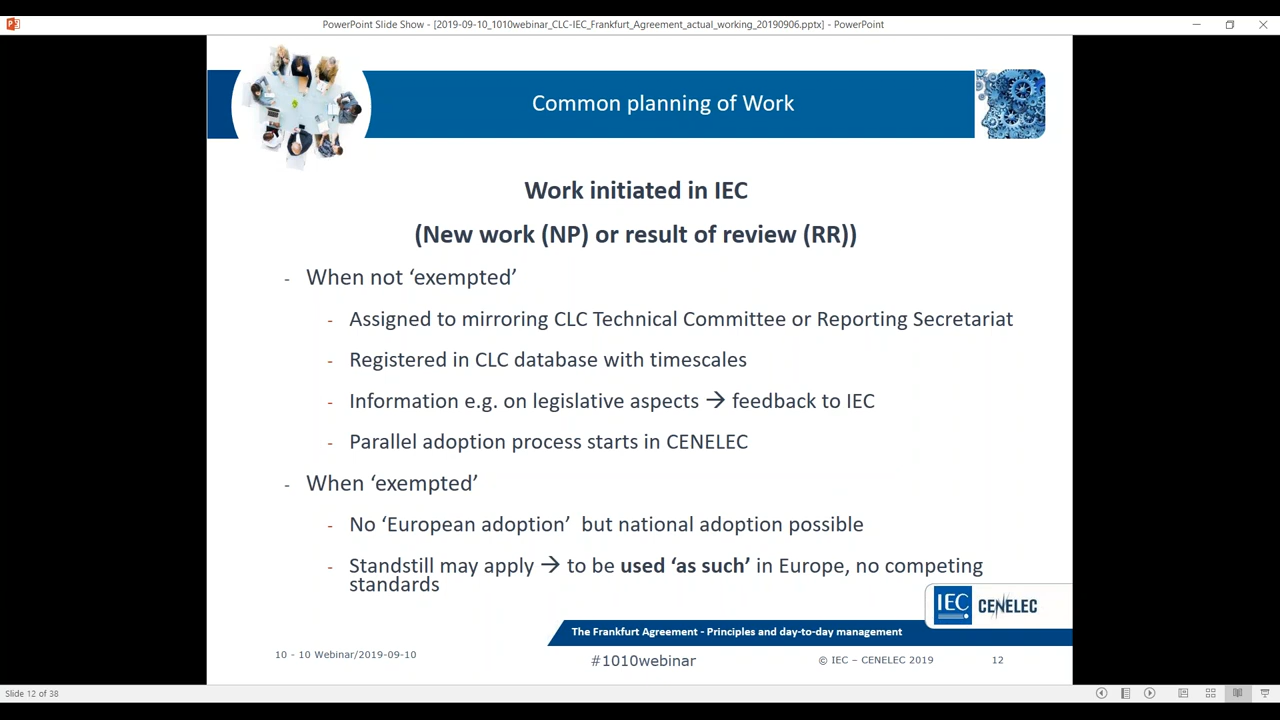 PowerPoint Slide Show - [2019-09-10_1010webinar_CLC-IEC_Frankfurt_Agreement_actual_working_20190906.pptx] - PowerPoint
Common planning of Work
Work initiated in IEC
(New work (NP) or result of review (RR))
- When not ‘exempted’
- Assigned to mirroring CLC Technical Committee or Reporting Secretariat
- Registered in CLC database with timescales
- Information e.g. on legislative aspects → feedback to IEC
- Parallel adoption process starts in CENELEC
- When ‘exempted’
- No ‘European adoption’  but national adoption possible
- Standstill may apply → to be used ‘as such’ in Europe, no competing
standards
IEC CENELEC
The Frankfurt Agreement - Principles and day-to-day management
10 - 10 Webinar/2019-09-10
#1010webinar
© IEC – CENELEC 2019
12
Slide 12 of 38